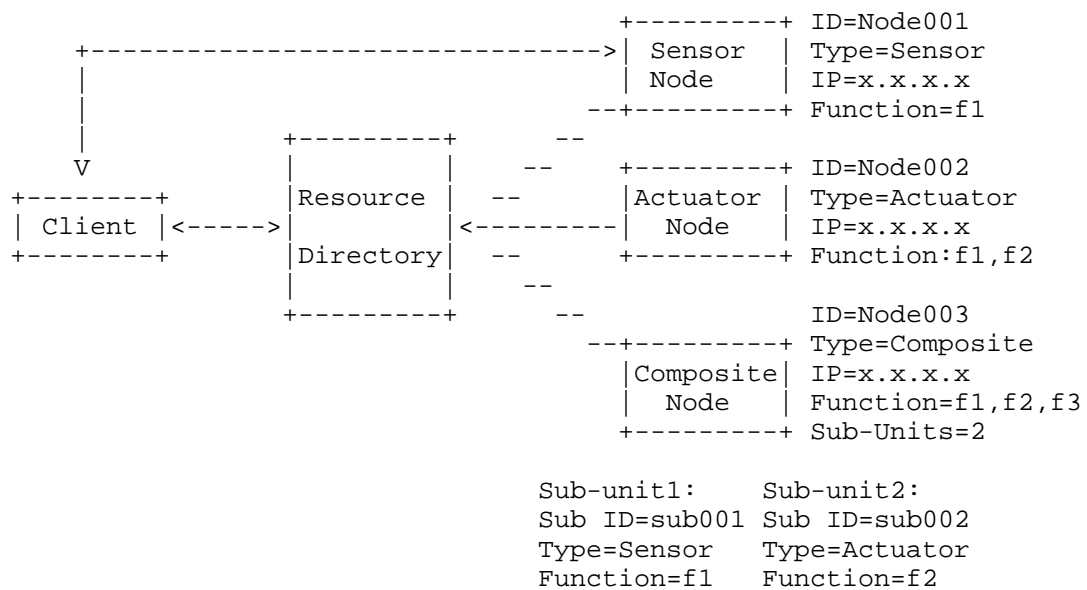 ID=Node001
Sensor Type=Sensor
Node IP=x.x.x.x
Function=f1
ID=Node002
Resource Actuator Type=Actuator
Client Node IP=x.x.x.x
Directory Function:f1,f2
ID=Node003
Type=Composite
Composite IP=x.x.x.x
Node Function=f1,f2,f3
Sub-Units=2
Sub-unit1: Sub-unit2:
Sub ID=sub001 Sub ID=sub002
Type=Sensor Type=Actuator
Function=f1 Function=f2